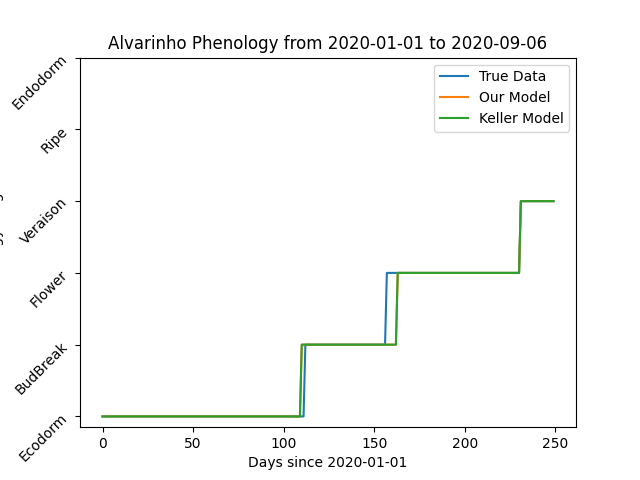 Alvarinho Phenology from 2020-01-01 to 2020-09-06
True Data
Our Model
Keller Model
Endodorm
Ripe
Veraison
Flower
BudBreak
Ecodorm
0 50 100 150 200 250
Days since 2020-01-01